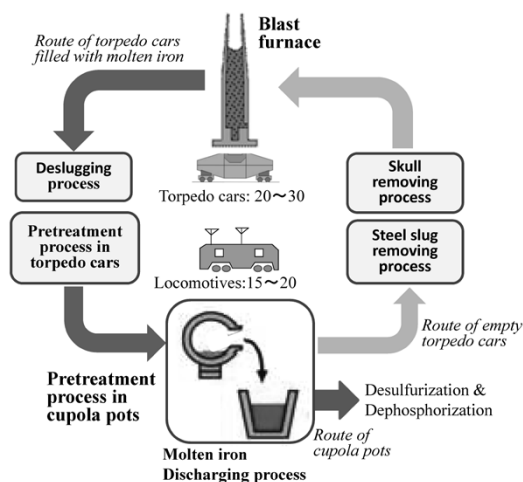 Route of torpedo cars
filled with molten iron
Blast
furnace
Deslugging
process
Torpedo cars: 20～30
Skull
removing
process
Pretreatment
process in
torpedo cars
Steel slug
removing
process
Locomotives:15～20
Route of empty
torpedo cars
Pretreatment
process in
cupola pots
Desulfurization &
Dephosphorization
Route of
cupola pots
Molten iron
Discharging process